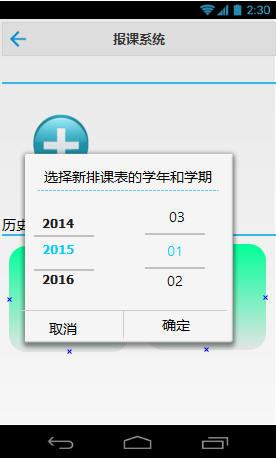 2:30
报课系统
历史
选择新排课表的学年和学期
2014 03
2015 01
2016 02
取消 确定